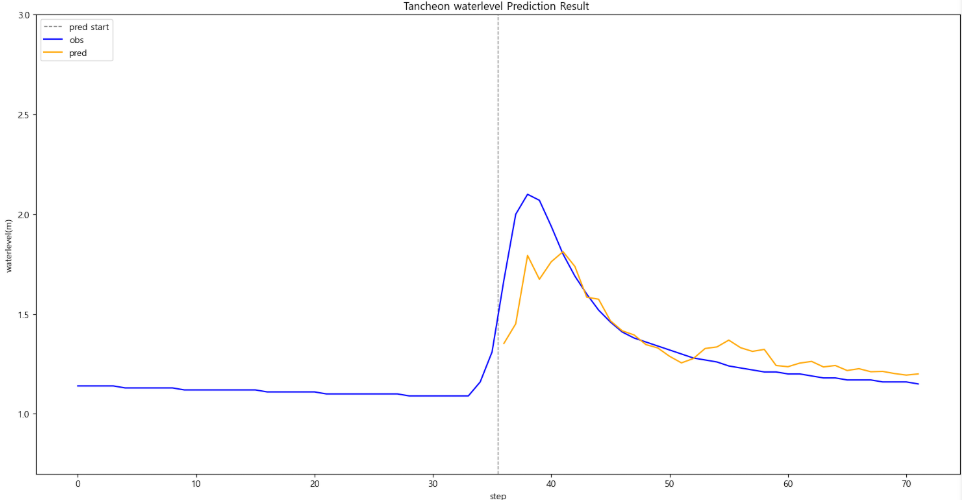 Tancheon waterlevel Prediction Result
3.0
2.5
2.0
1.5
1.0
waterlevel(m)
pred start
obs
pred
0 10 20 30 40 50 60 70
step